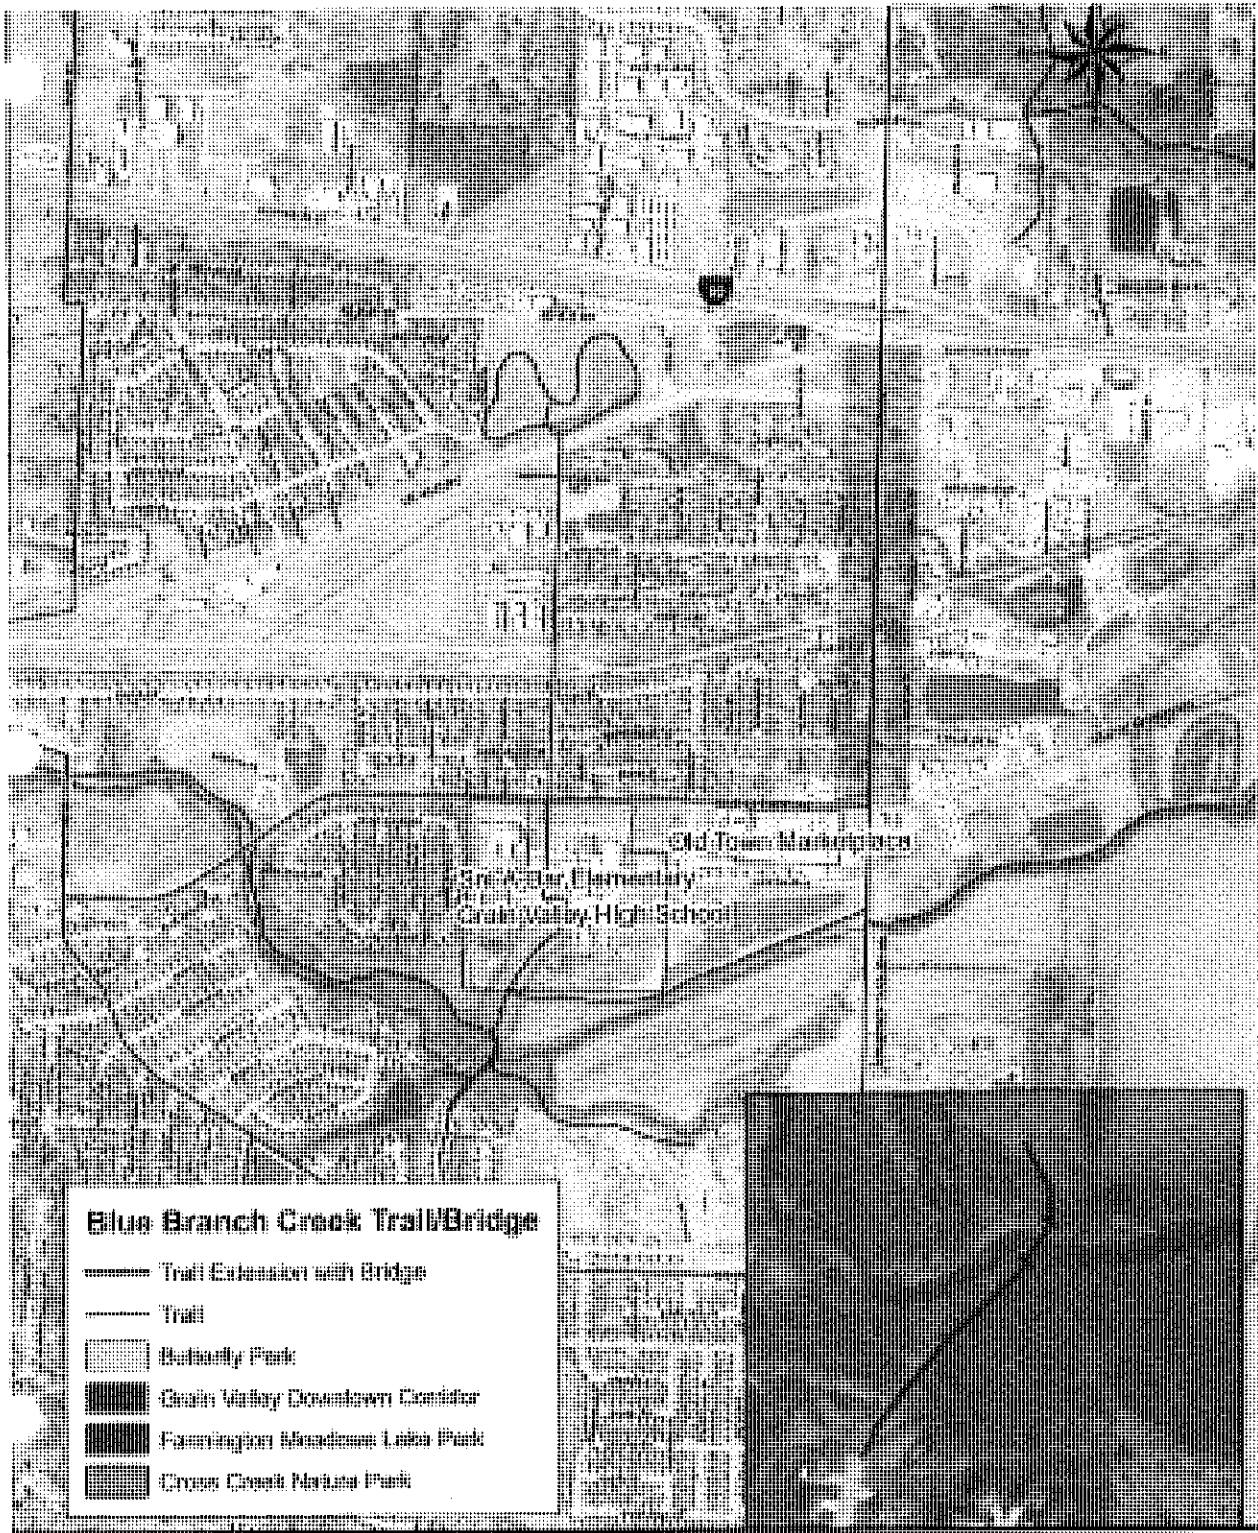 Old Town Marketplace
Sni-A-Bar Elementary
Grain Valley High School
Blue Branch Creek Trail/Bridge
Trail Extension with Bridge
Trail
Butterfly Park
Grain Valley Downtown Corridor
Farmington Meadows Lake Park
Cross Creek Nature Park